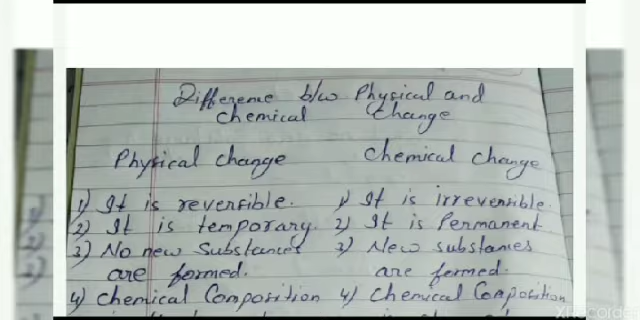 Difference b/w Physical and
Chemical Change
Physical change
Chemical change
1) It is reversible.
2) It is temporary.
3) No new substances
are formed.
4) Chemical Composition
1) It is irreversible.
2) It is Permanent
3) New substances
are formed.
4) Chemical Composition
XRecorder